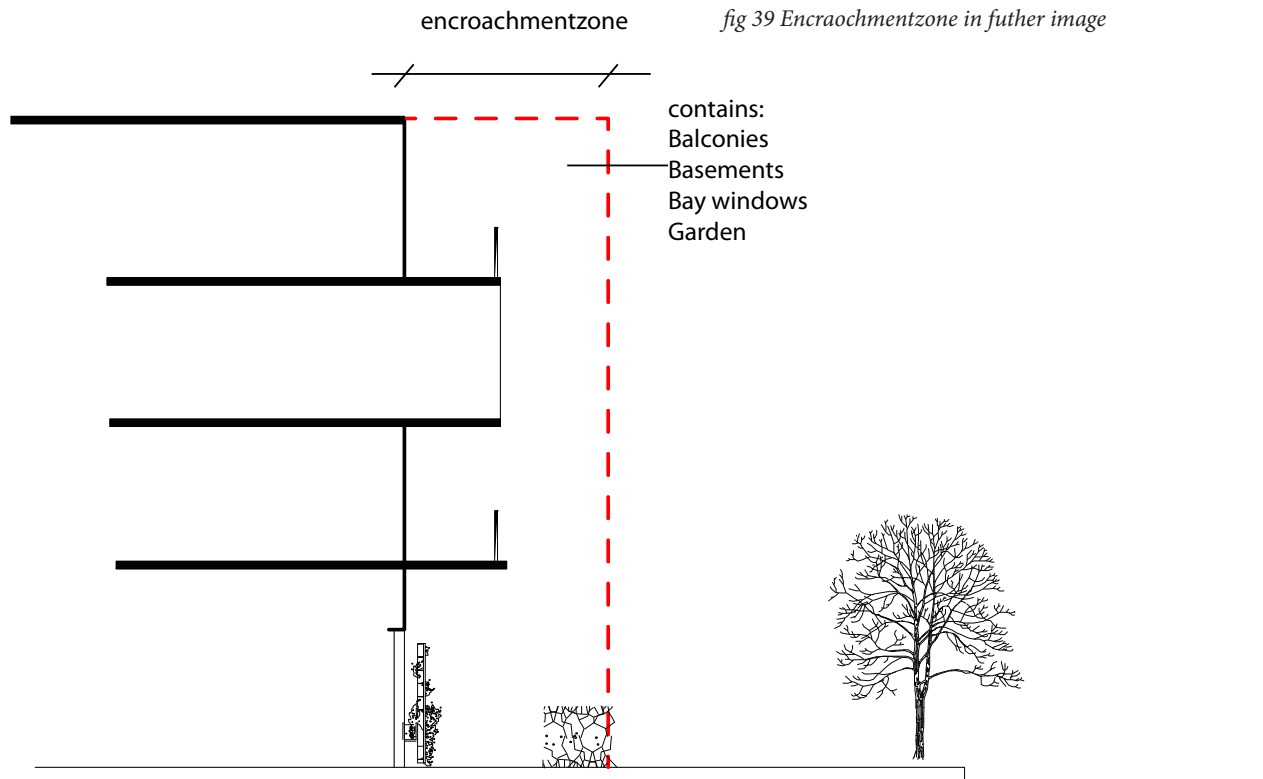 encroachmentzone
fig 39 Encraochmentzone in futher image
contains:
Balconies
Basements
Bay windows
Garden